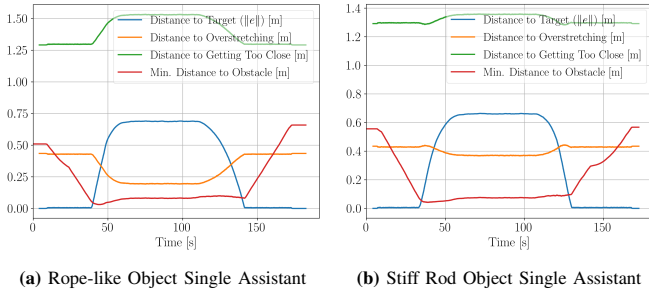 1.50
1.25
1.00
0.75
0.50
0.25
0.00
0
50
100
150
Time [s]
Distance to Target (‖e‖) [m]
Distance to Overstretching [m]
Distance to Getting Too Close [m]
Min. Distance to Obstacle [m]
(a) Rope-like Object Single Assistant
1.4
1.2
1.0
0.8
0.6
0.4
0.2
0.0
0
50
100
150
Time [s]
Distance to Target (‖e‖) [m]
Distance to Overstretching [m]
Distance to Getting Too Close [m]
Min. Distance to Obstacle [m]
(b) Stiff Rod Object Single Assistant